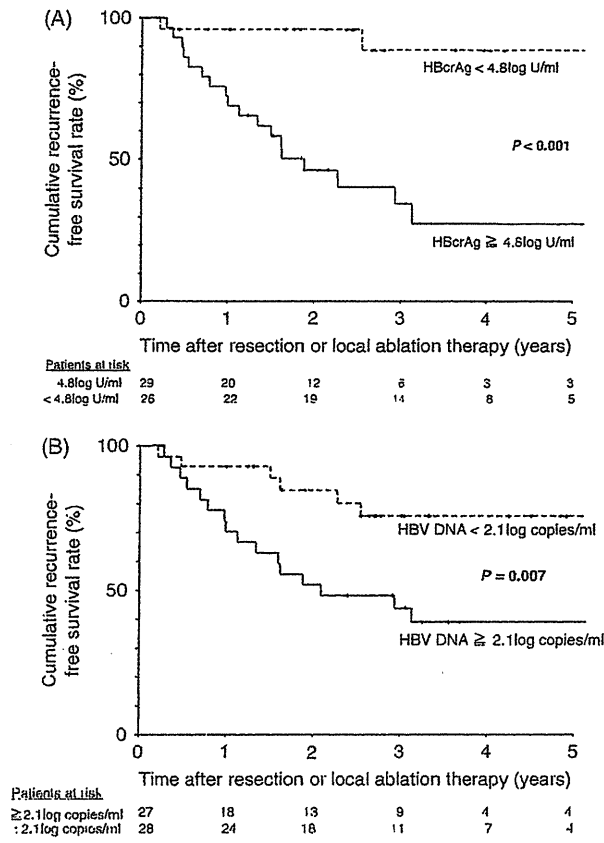 (A)
100
50
0
Cumulative recurrence-
free survival rate (%)
HBcrAg < 4.8log U/ml
P < 0.001
HBcrAg ≧ 4.8log U/ml
0 1 2 3 4 5
Time after resection or local ablation therapy (years)
Patients at risk
4.8log U/ml 29 20 12 6 3 3
< 4.8log U/ml 26 22 19 14 8 5
(B)
100
50
0
Cumulative recurrence-
free survival rate (%)
HBV DNA < 2.1log copies/ml
P = 0.007
HBV DNA ≧ 2.1log copies/ml
0 1 2 3 4 5
Time after resection or local ablation therapy (years)
Patients at risk
≧2.1log copies/ml 27 18 13 9 4 4
2.1log copies/ml 28 24 18 11 7 4